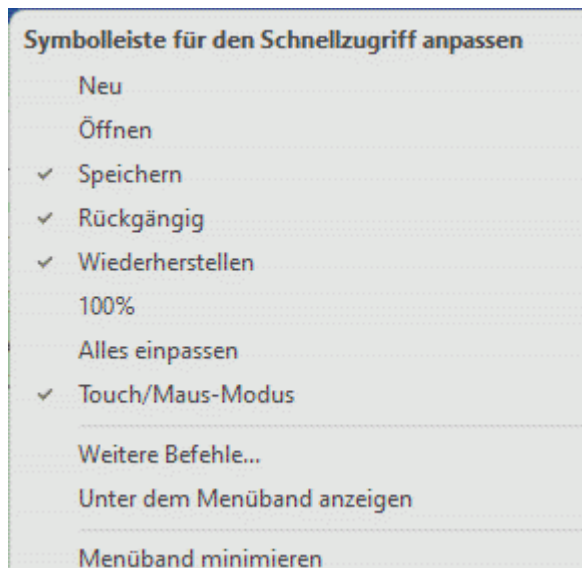 Symbolleiste für den Schnellzugriff anpassen
Neu
Öffnen
Speichern
Rückgängig
Wiederherstellen
100%
Alles einpassen
Touch/Maus-Modus
Weitere Befehle...
Unter dem Menüband anzeigen
Menüband minimieren